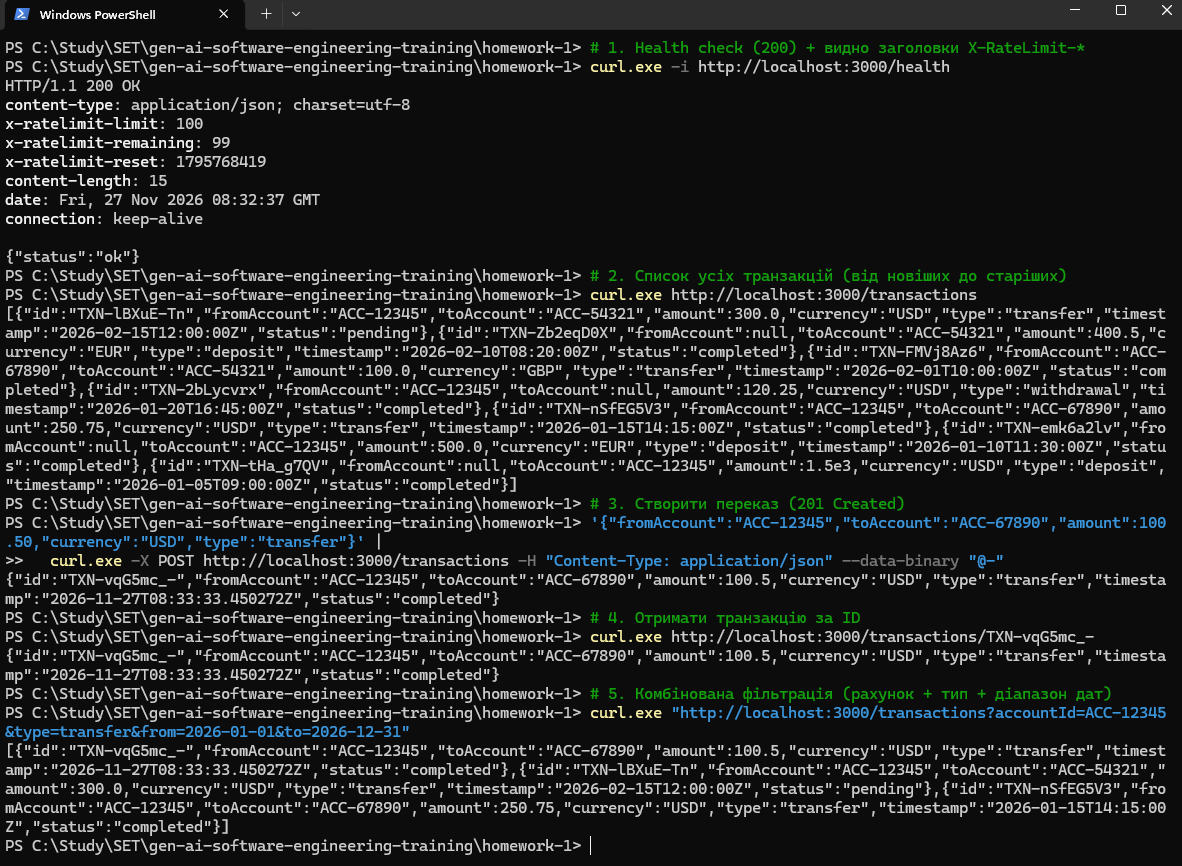 Windows PowerShell
PS C:\Study\SET\gen-ai-software-engineering-training\homework-1> # 1. Health check (200) + видно заголовки X-RateLimit-*
PS C:\Study\SET\gen-ai-software-engineering-training\homework-1> curl.exe -i http://localhost:3000/health
HTTP/1.1 200 OK
content-type: application/json; charset=utf-8
x-ratelimit-limit: 100
x-ratelimit-remaining: 99
x-ratelimit-reset: 1795768419
content-length: 15
date: Fri, 27 Nov 2026 08:32:37 GMT
connection: keep-alive

{"status":"ok"}
PS C:\Study\SET\gen-ai-software-engineering-training\homework-1> # 2. Список усіх транзакцій (від новіших до старіших)
PS C:\Study\SET\gen-ai-software-engineering-training\homework-1> curl.exe http://localhost:3000/transactions
[{"id":"TXN-lBXuE-Tn","fromAccount":"ACC-12345","toAccount":"ACC-54321","amount":300.0,"currency":"USD","type":"transfer","timest
amp":"2026-02-15T12:00:00Z","status":"pending"},{"id":"TXN-Zb2eqD0X","fromAccount":null,"toAccount":"ACC-54321","amount":400.5,"c
urrency":"EUR","type":"deposit","timestamp":"2026-02-10T08:20:00Z","status":"completed"},{"id":"TXN-FMVj8Az6","fromAccount":"ACC-
67890","toAccount":"ACC-54321","amount":100.0,"currency":"GBP","type":"transfer","timestamp":"2026-02-01T10:00:00Z","status":"com
pleted"},{"id":"TXN-2bLycvrx","fromAccount":"ACC-12345","toAccount":null,"amount":120.25,"currency":"USD","type":"withdrawal","ti
mestamp":"2026-01-20T16:45:00Z","status":"completed"},{"id":"TXN-nSfEG5V3","fromAccount":"ACC-12345","toAccount":"ACC-67890","amo
unt":250.75,"currency":"USD","type":"transfer","timestamp":"2026-01-15T14:15:00Z","status":"completed"},{"id":"TXN-emk6a2lv","fro
mAccount":null,"toAccount":"ACC-12345","amount":500.0,"currency":"EUR","type":"deposit","timestamp":"2026-01-10T11:30:00Z","statu
s":"completed"},{"id":"TXN-tHa_g7QV","fromAccount":null,"toAccount":"ACC-12345","amount":1.5e3,"currency":"USD","type":"deposit",
"timestamp":"2026-01-05T09:00:00Z","status":"completed"}]
PS C:\Study\SET\gen-ai-software-engineering-training\homework-1> # 3. Створити переказ (201 Created)
PS C:\Study\SET\gen-ai-software-engineering-training\homework-1> '{"fromAccount":"ACC-12345","toAccount":"ACC-67890","amount":100
.50,"currency":"USD","type":"transfer"}' |
>>   curl.exe -X POST http://localhost:3000/transactions -H "Content-Type: application/json" --data-binary "@-"
{"id":"TXN-vqG5mc_-","fromAccount":"ACC-12345","toAccount":"ACC-67890","amount":100.5,"currency":"USD","type":"transfer","timesta
mp":"2026-11-27T08:33:33.450272Z","status":"completed"}
PS C:\Study\SET\gen-ai-software-engineering-training\homework-1> # 4. Отримати транзакцію за ID
PS C:\Study\SET\gen-ai-software-engineering-training\homework-1> curl.exe http://localhost:3000/transactions/TXN-vqG5mc_-
{"id":"TXN-vqG5mc_-","fromAccount":"ACC-12345","toAccount":"ACC-67890","amount":100.5,"currency":"USD","type":"transfer","timesta
mp":"2026-11-27T08:33:33.450272Z","status":"completed"}
PS C:\Study\SET\gen-ai-software-engineering-training\homework-1> # 5. Комбінована фільтрація (рахунок + тип + діапазон дат)
PS C:\Study\SET\gen-ai-software-engineering-training\homework-1> curl.exe "http://localhost:3000/transactions?accountId=ACC-12345
&type=transfer&from=2026-01-01&to=2026-12-31"
[{"id":"TXN-vqG5mc_-","fromAccount":"ACC-12345","toAccount":"ACC-67890","amount":100.5,"currency":"USD","type":"transfer","timest
amp":"2026-11-27T08:33:33.450272Z","status":"completed"},{"id":"TXN-lBXuE-Tn","fromAccount":"ACC-12345","toAccount":"ACC-54321","
amount":300.0,"currency":"USD","type":"transfer","timestamp":"2026-02-15T12:00:00Z","status":"pending"},{"id":"TXN-nSfEG5V3","fro
mAccount":"ACC-12345","toAccount":"ACC-67890","amount":250.75,"currency":"USD","type":"transfer","timestamp":"2026-01-15T14:15:00
Z","status":"completed"}]
PS C:\Study\SET\gen-ai-software-engineering-training\homework-1>